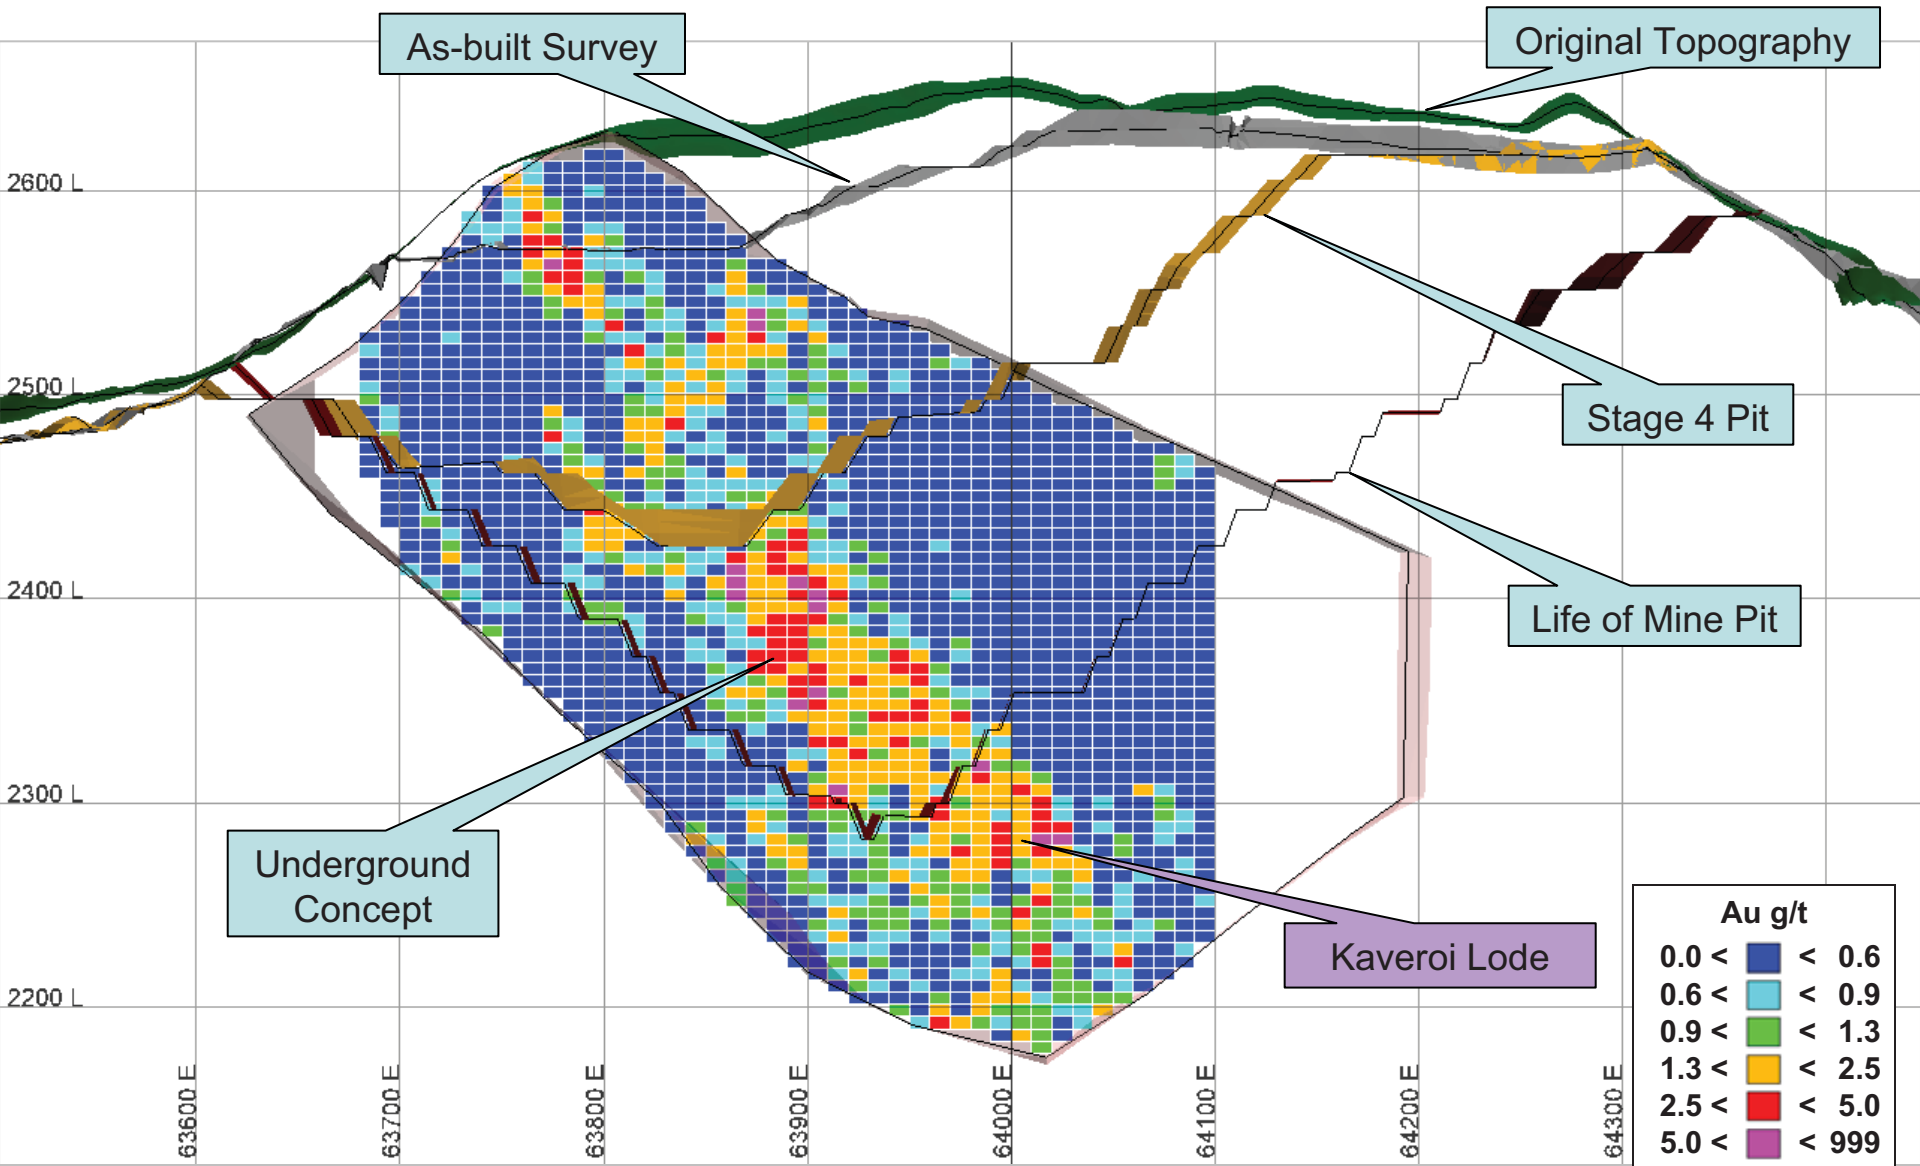 As-built Survey
Original Topography
2600 L
2500 L
Stage 4 Pit
2400 L
Life of Mine Pit
2300 L
Underground
Concept
Kaveroi Lode
2200 L
63600 E
63700 E
63800 E
63900 E
64000 E
64100 E
64200 E
64300 E
Au g/t
0.0 < < 0.6
0.6 < < 0.9
0.9 < < 1.3
1.3 < < 2.5
2.5 < < 5.0
5.0 < < 999